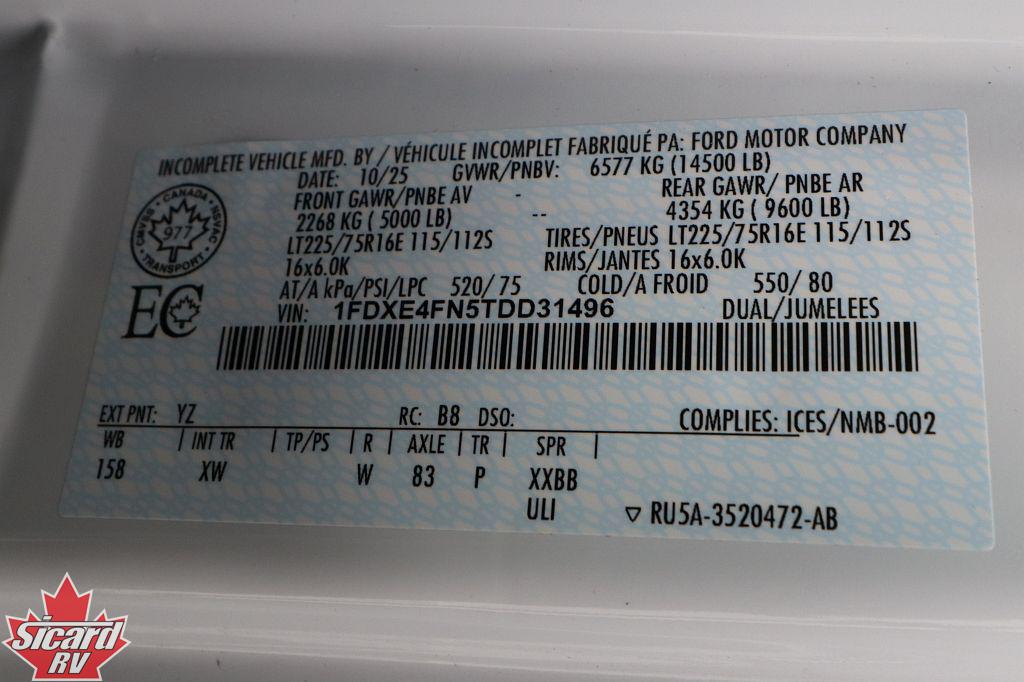 INCOMPLETE VEHICLE MFD. BY / VÉHICULE INCOMPLET FABRIQUÉ PA: FORD MOTOR COMPANY
DATE: 10/25 GVWR/PNBV: 6577 KG (14500 LB)
FRONT GAWR/PNBE AV - REAR GAWR/ PNBE AR
2268 KG ( 5000 LB) -- 4354 KG ( 9600 LB)
LT225/75R16E 115/112S TIRES/PNEUS LT225/75R16E 115/112S
16x6.0K RIMS/JANTES 16x6.0K
AT/A kPa/PSI/LPC 520/ 75 COLD/A FROID 550/ 80
VIN: 1FDXE4FN5TDD31496 DUAL/JUMELEES
CANADA
CMVSS NSVAC
977
TRANSPORT
EC
EXT PNT: YZ RC: B8 DSO: COMPLIES: ICES/NMB-002
WB | INT TR | TP/PS | R | AXLE | TR | SPR |
158 XW W 83 P XXBB
ULI ▽ RU5A-3520472-AB
Sicard
RV